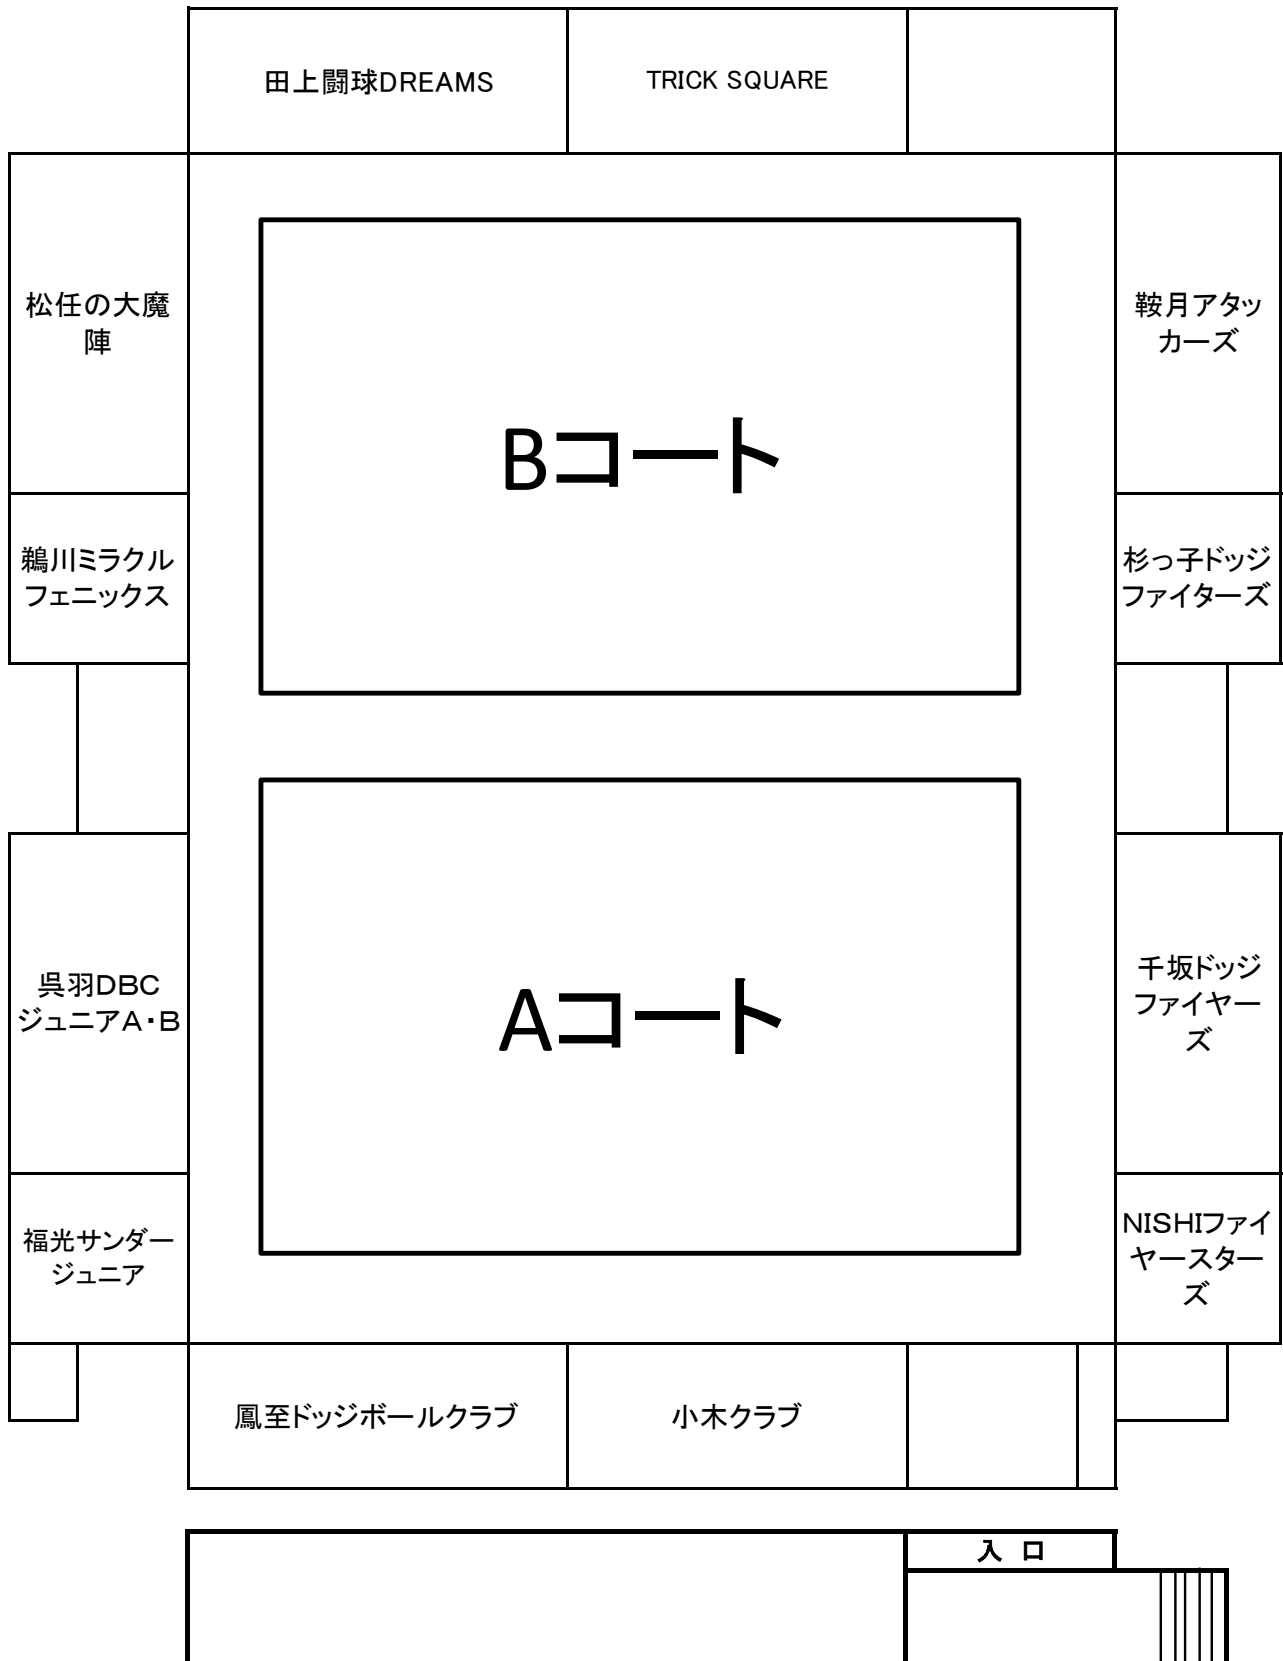 田上闘球DREAMS
TRICK SQUARE
松任の大魔
陣
鞍月アタッ
カーズ
Bコート
鵜川ミラクル
フェニックス
杉っ子ドッジ
ファイターズ
呉羽DBC
ジュニアA・B
Aコート
千坂ドッジ
ファイヤー
ズ
福光サンダー
ジュニア
NISHIファイ
ヤースター
ズ
鳳至ドッジボールクラブ
小木クラブ
入 口